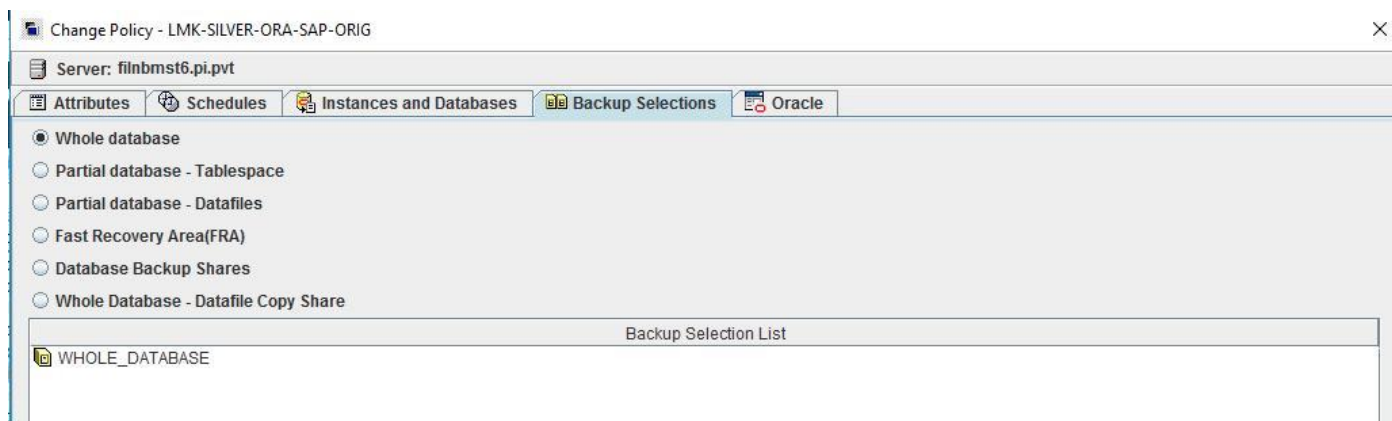 Change Policy - LMK-SILVER-ORA-SAP-ORIG
Server: filnbmst6.pi.pvt
Attributes Schedules Instances and Databases Backup Selections Oracle
Whole database
Partial database - Tablespace
Partial database - Datafiles
Fast Recovery Area(FRA)
Database Backup Shares
Whole Database - Datafile Copy Share
Backup Selection List
WHOLE_DATABASE